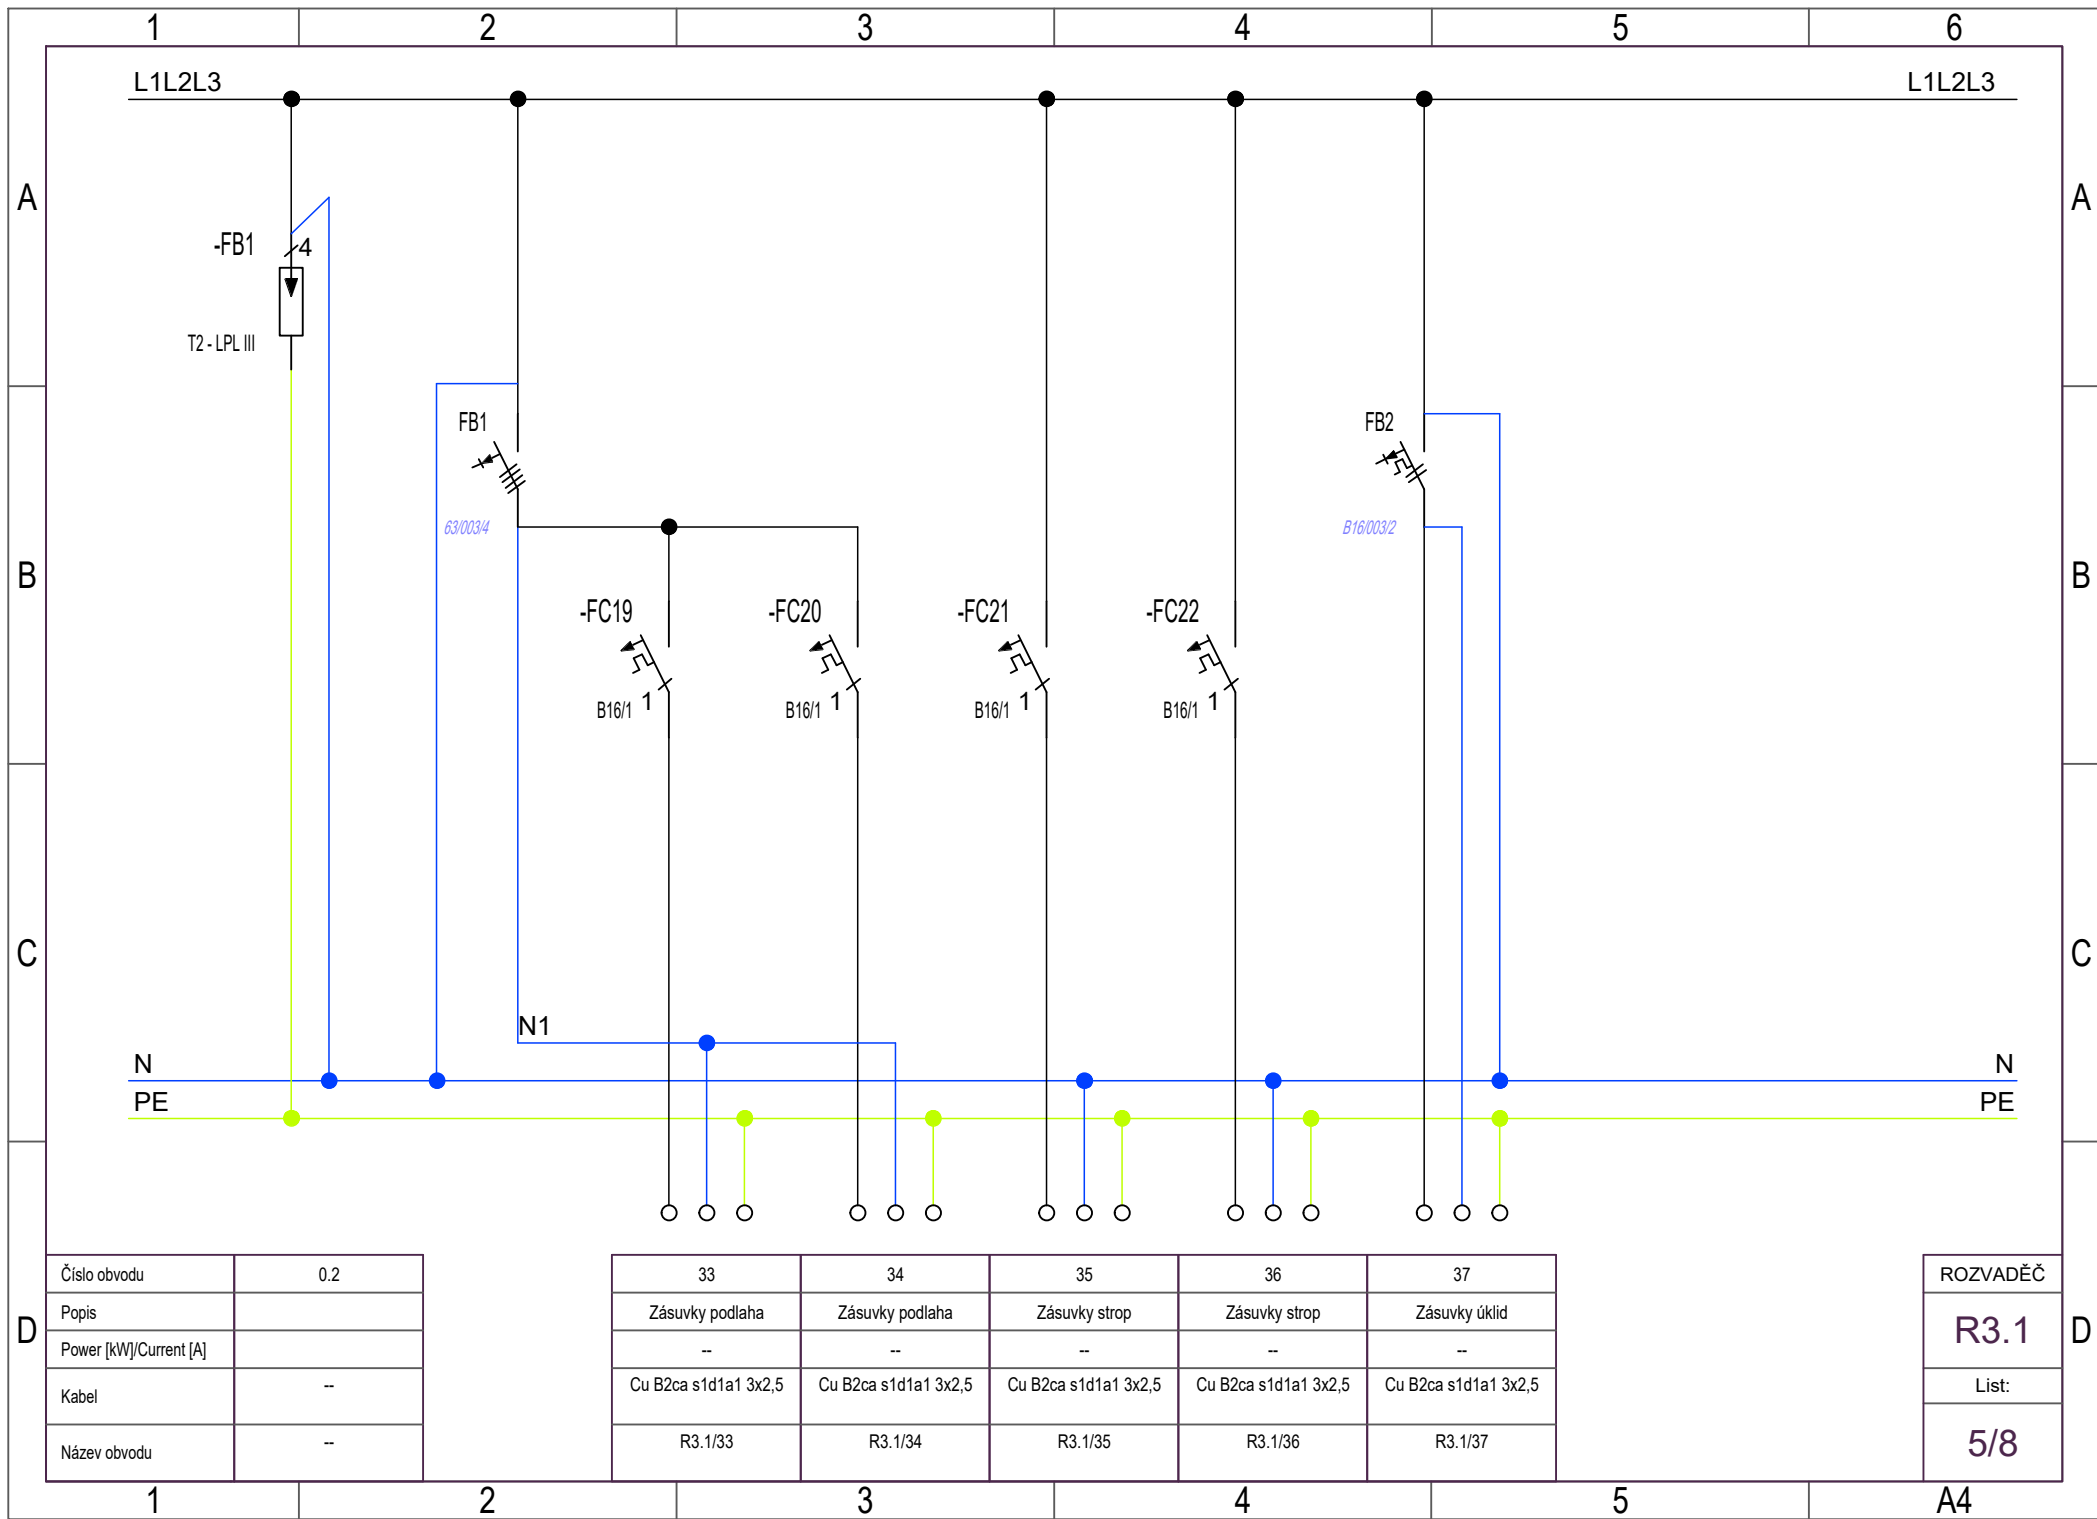 1 2 3 4 5 6
L1L2L3 L1L2L3
A A
-FB1 4
T2 - LPL III
FB1 FB2
63/003/4 B16/003/2
B B
-FC19 -FC20 -FC21 -FC22
B16/1 1 B16/1 1 B16/1 1 B16/1 1
C C
N1
N N
PE PE
Číslo obvodu 0.2 33 34 35 36 37 ROZVADĚČ
Popis Zásuvky podlaha Zásuvky podlaha Zásuvky strop Zásuvky strop Zásuvky úklid
D R3.1 D
Power [kW]/Current [A] -- -- -- -- --
Kabel -- Cu B2ca s1d1a1 3x2,5 Cu B2ca s1d1a1 3x2,5 Cu B2ca s1d1a1 3x2,5 Cu B2ca s1d1a1 3x2,5 Cu B2ca s1d1a1 3x2,5 List:
Název obvodu -- R3.1/33 R3.1/34 R3.1/35 R3.1/36 R3.1/37 5/8
1 2 3 4 5 A4